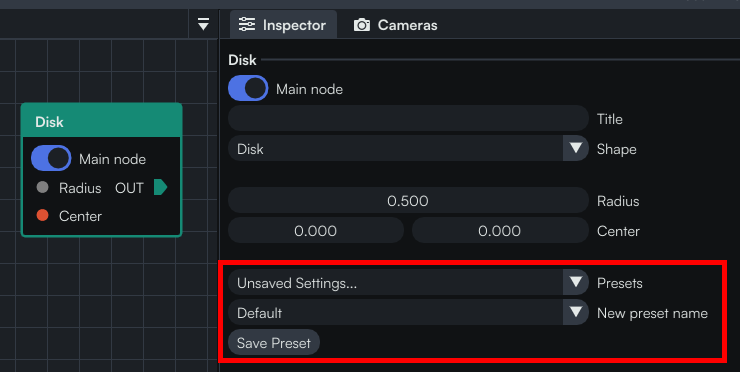 Inspector
Cameras
Disk
Main node
Title
Disk
Shape
0.500
Radius
0.000
0.000
Center
Unsaved Settings...
Presets
Default
New preset name
Save Preset
Disk
Main node
Radius
OUT
Center